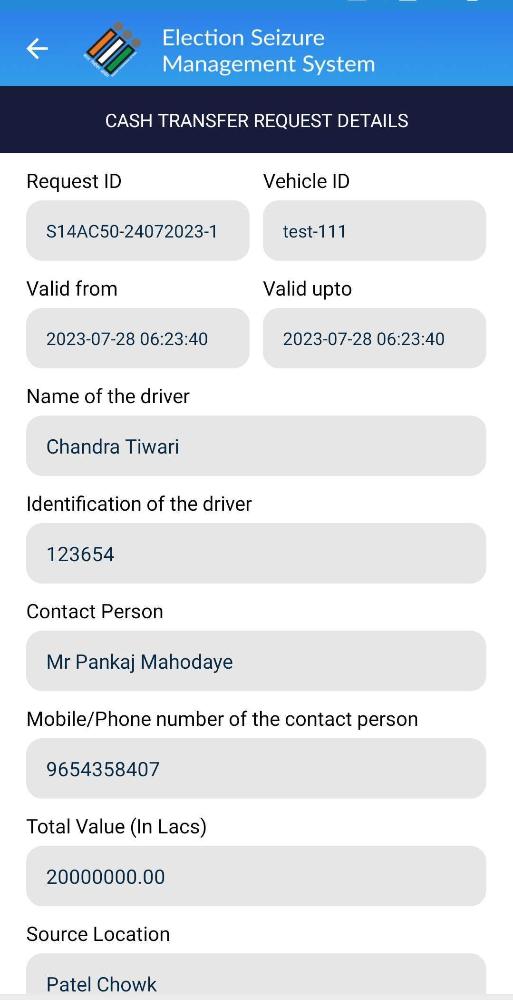 Election Seizure
Management System
CASH TRANSFER REQUEST DETAILS
Request ID
Vehicle ID
S14AC50-24072023-1
test-111
Valid from
Valid upto
2023-07-28 06:23:40
2023-07-28 06:23:40
Name of the driver
Chandra Tiwari
Identification of the driver
123654
Contact Person
Mr Pankaj Mahodaye
Mobile/Phone number of the contact person
9654358407
Total Value (In Lacs)
20000000.00
Source Location
Patel Chowk